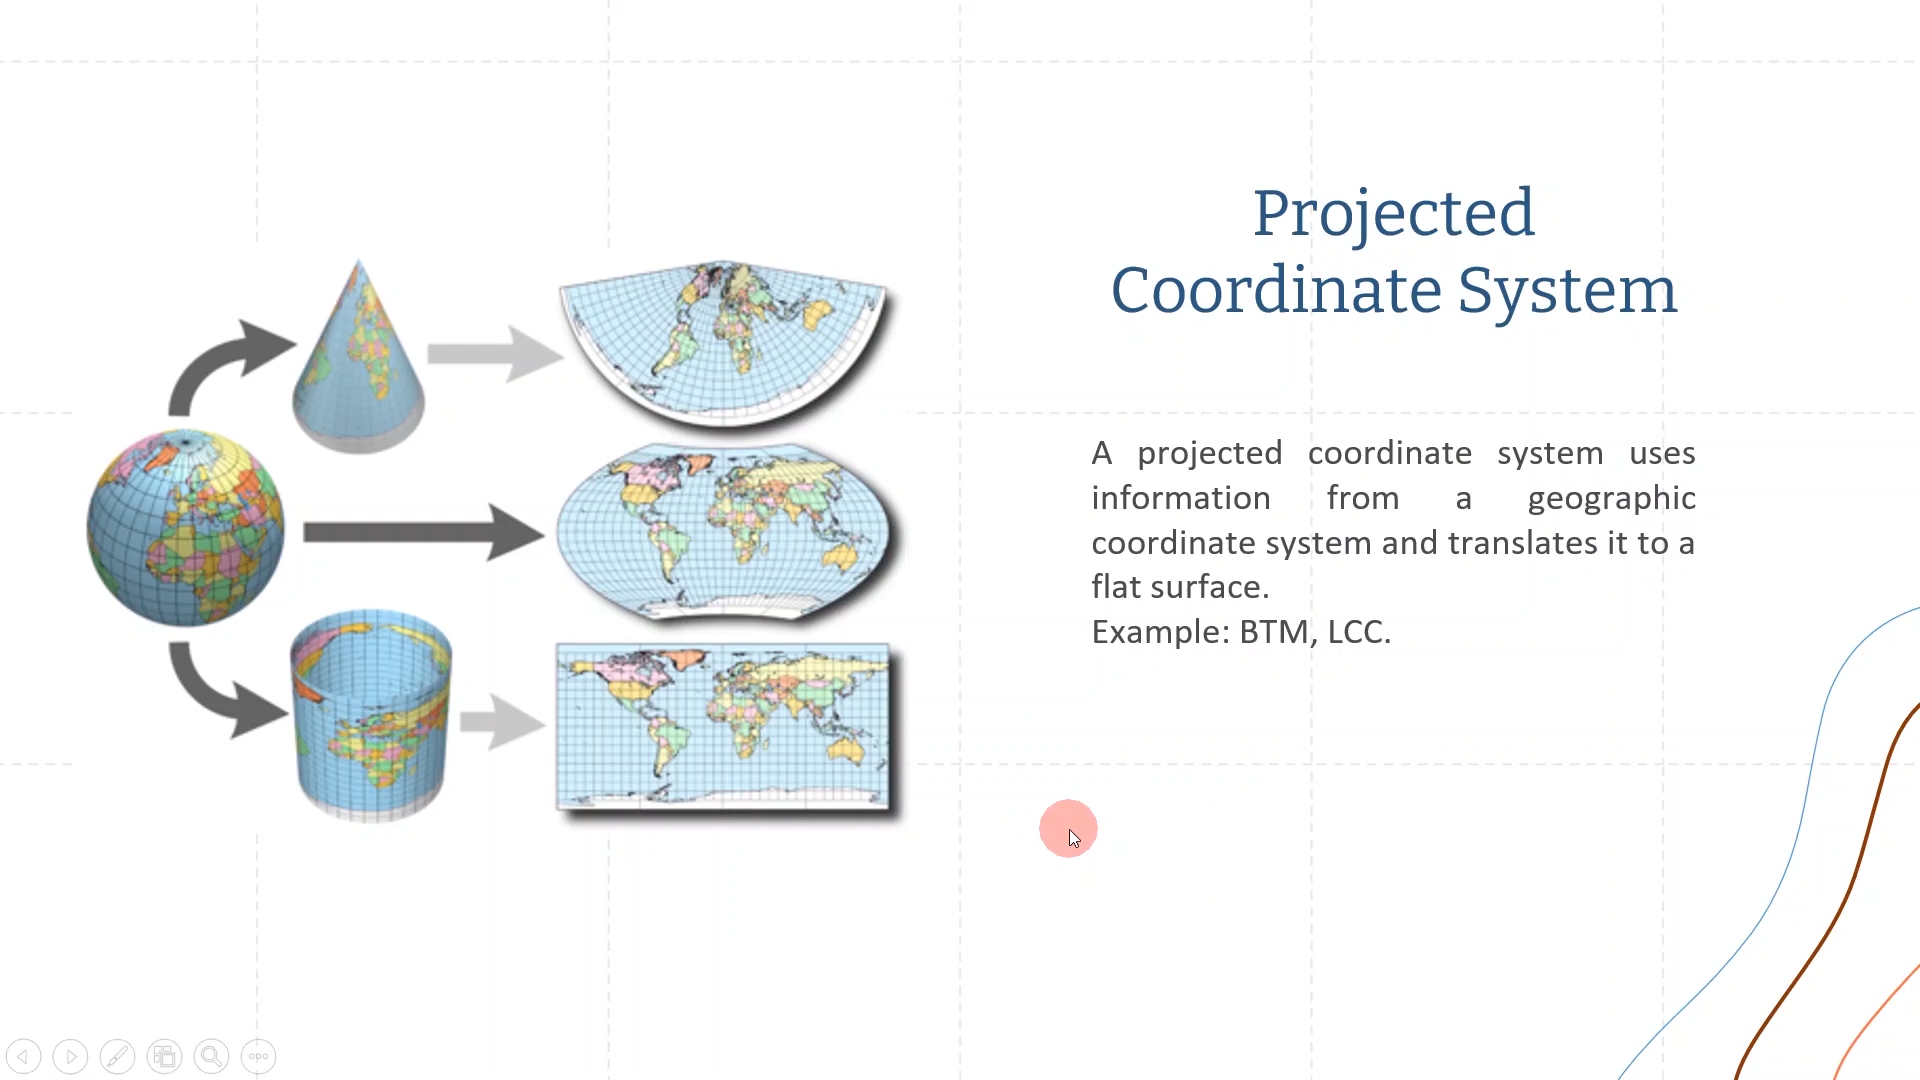 Projected
Coordinate System
A projected coordinate system uses
information from a geographic
coordinate system and translates it to a
flat surface.
Example: BTM, LCC.